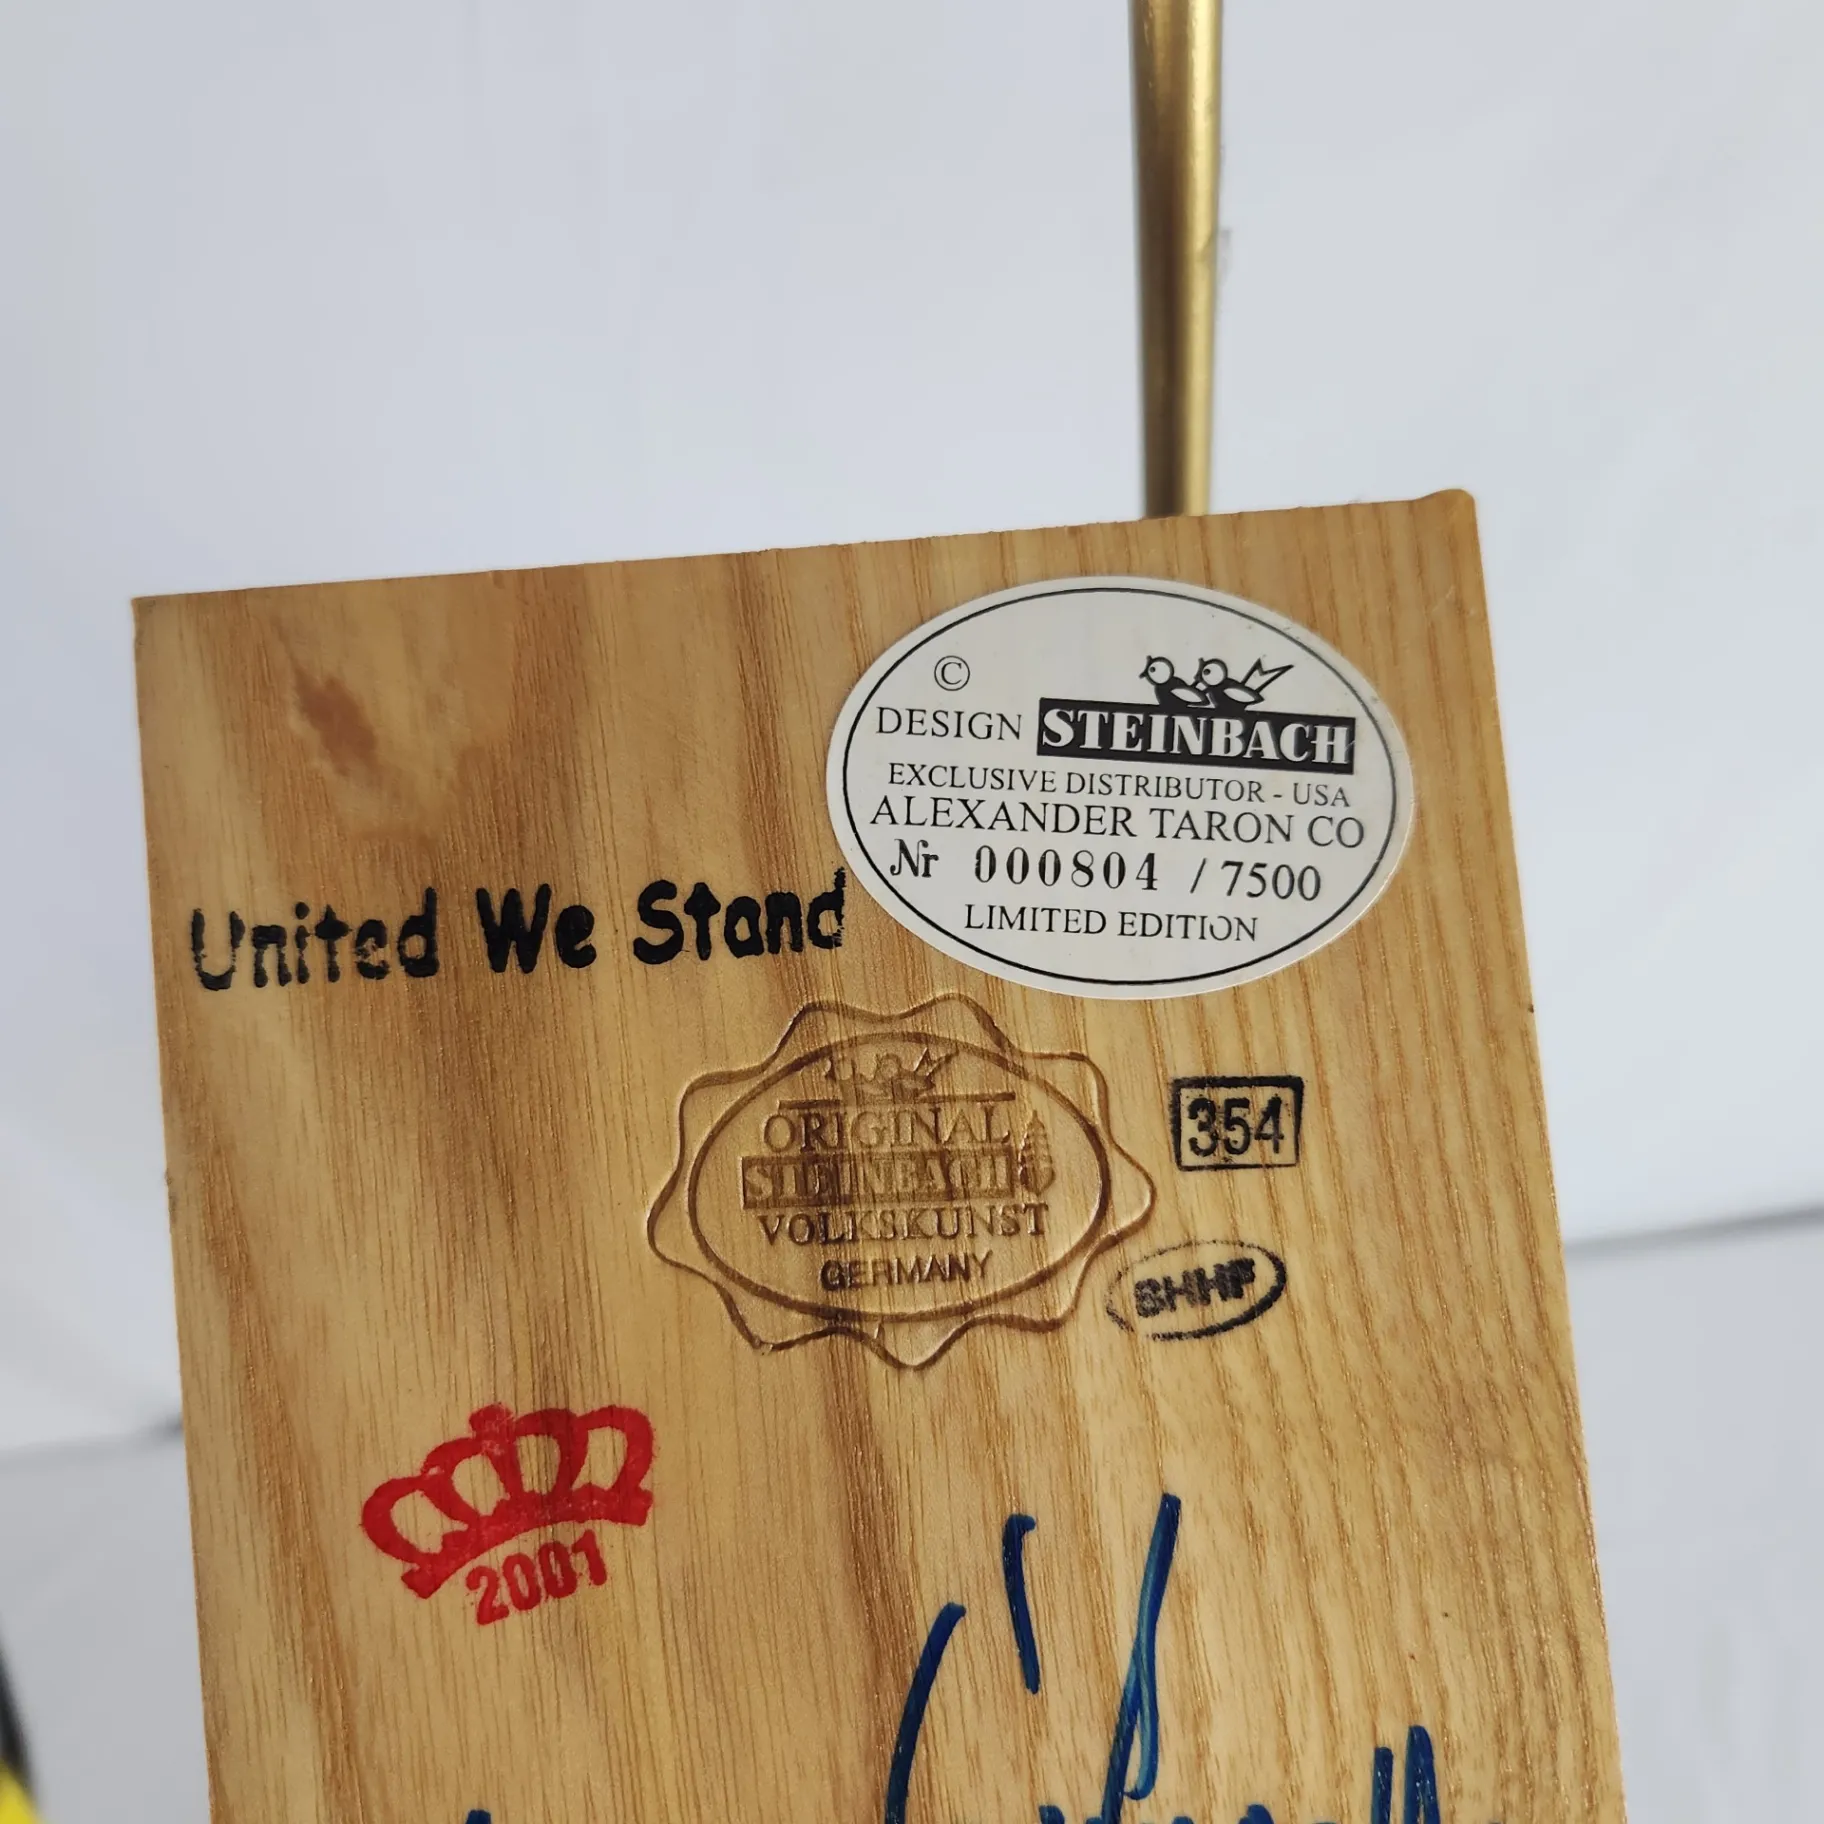 ©
DESIGN STEINBACH
EXCLUSIVE DISTRIBUTOR - USA
ALEXANDER TARON CO
Nr 000804 / 7500
LIMITED EDITION
United We Stand
ORIGINAL
STEINBACH
VOLKSKUNST
GERMANY
354
SHHF
2001